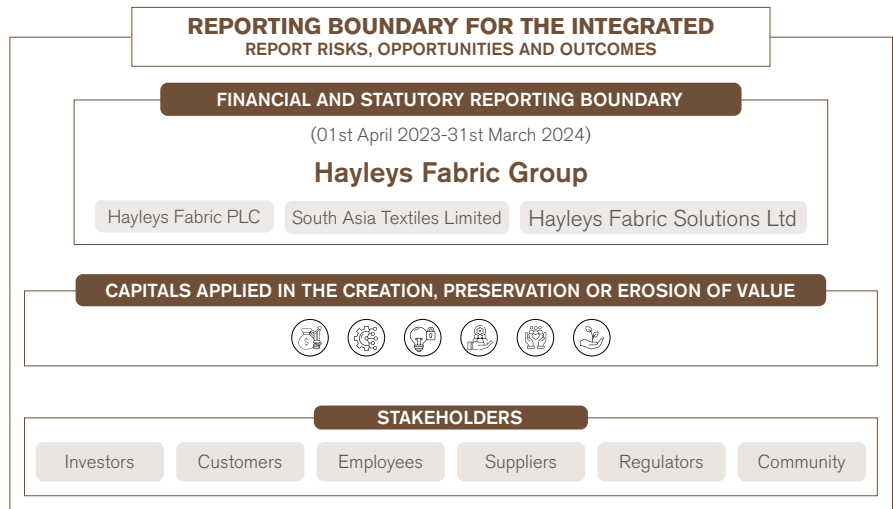 REPORTING BOUNDARY FOR THE INTEGRATED
REPORT RISKS, OPPORTUNITIES AND OUTCOMES
FINANCIAL AND STATUTORY REPORTING BOUNDARY
(01st April 2023-31st March 2024)
Hayleys Fabric Group
Hayleys Fabric PLC
South Asia Textiles Limited
Hayleys Fabric Solutions Ltd
CAPITALS APPLIED IN THE CREATION, PRESERVATION OR EROSION OF VALUE
STAKEHOLDERS
Investors
Customers
Employees
Suppliers
Regulators
Community